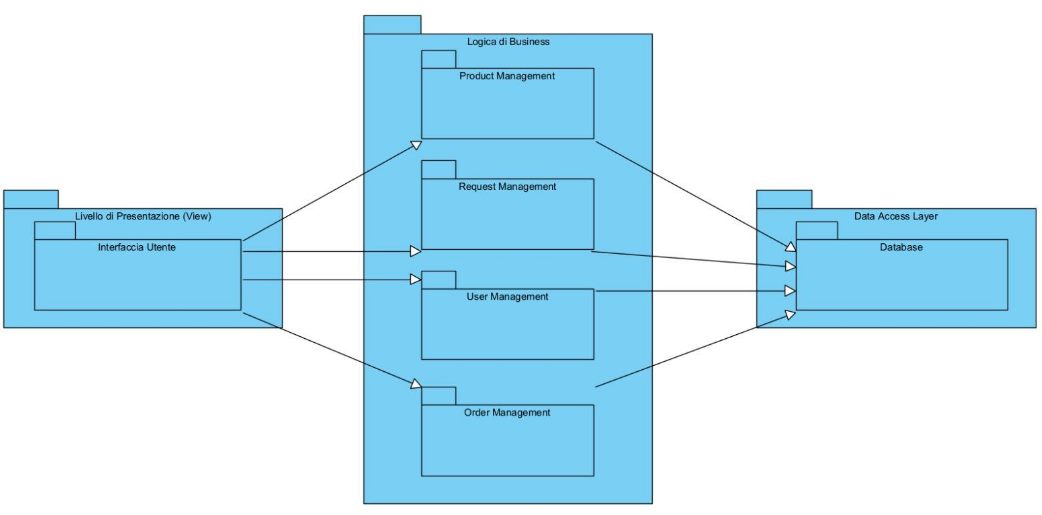 Logica di Business
Product Management
Request Management
Livello di Presentazione (View)
Interfaccia Utente
User Management
Order Management
Data Access Layer
Database